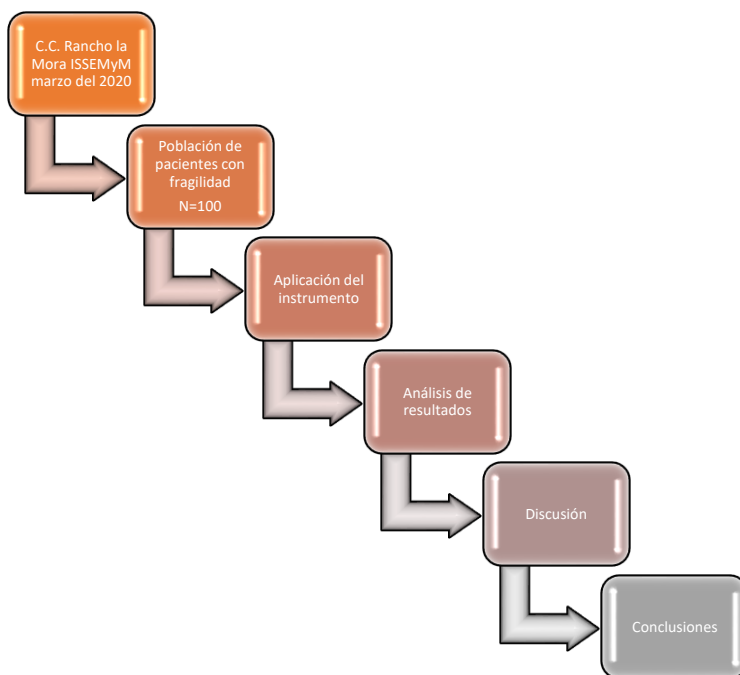 C.C. Rancho la
Mora ISSEMyM
marzo del 2020
Población de
pacientes con
fragilidad
N=100
Aplicación del
instrumento
Análisis de
resultados
Discusión
Conclusiones